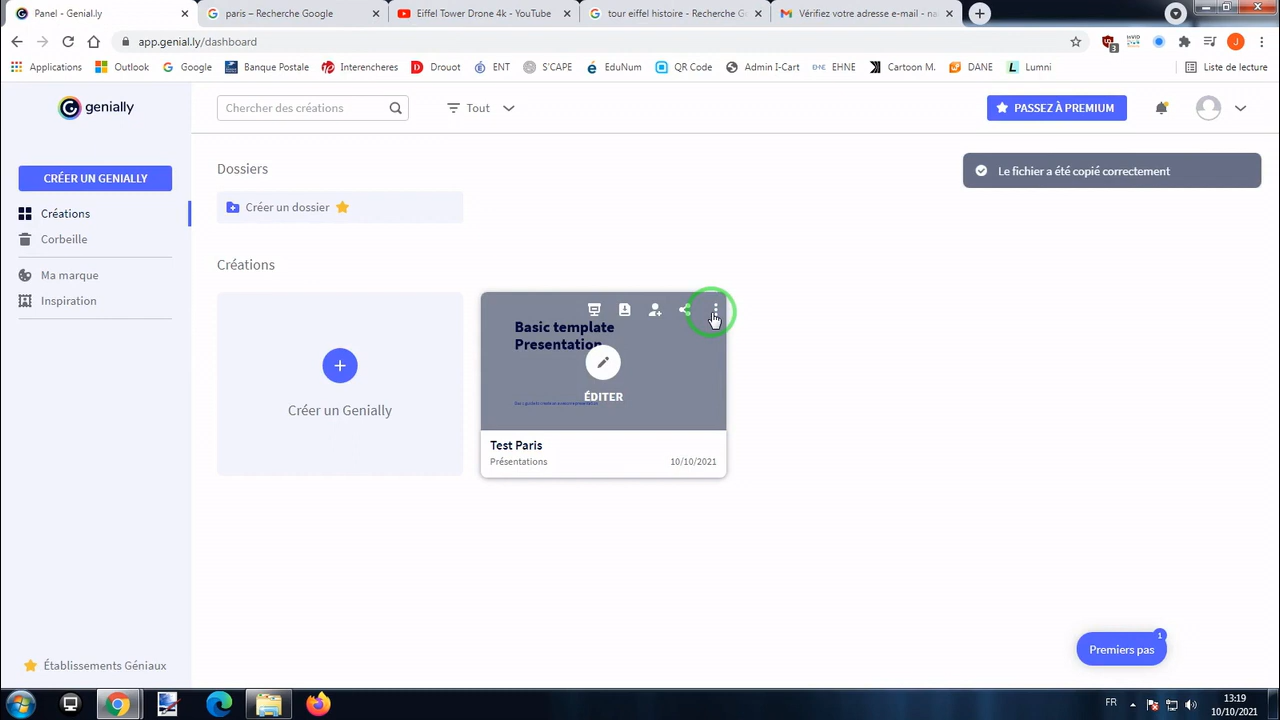 Panel - Genial.ly
paris – Recherche Google
Eiffel Tower Drone 4k - YouTube
tour eiffel histoire - Recherche G
Vérifiez votre adresse e-mail -
app.genial.ly/dashboard
3
J
Applications
Outlook
Google
Banque Postale
Interencheres
Drouot
ENT
S'CAPE
EduNum
QR Code
Admin I-Cart
EHNE
Cartoon M.
DANE
Lumni
Liste de lecture
genially
Chercher des créations
Tout
PASSEZ À PREMIUM
CRÉER UN GENIALLY
Créations
Corbeille
Ma marque
Inspiration
Établissements Géniaux
Dossiers
Le fichier a été copié correctement
Créer un dossier
Créations
Créer un Genially
Basic template
Presentation
ÉDITER
Test Paris
Présentations
10/10/2021
1
Premiers pas
FR
13:19
10/10/2021